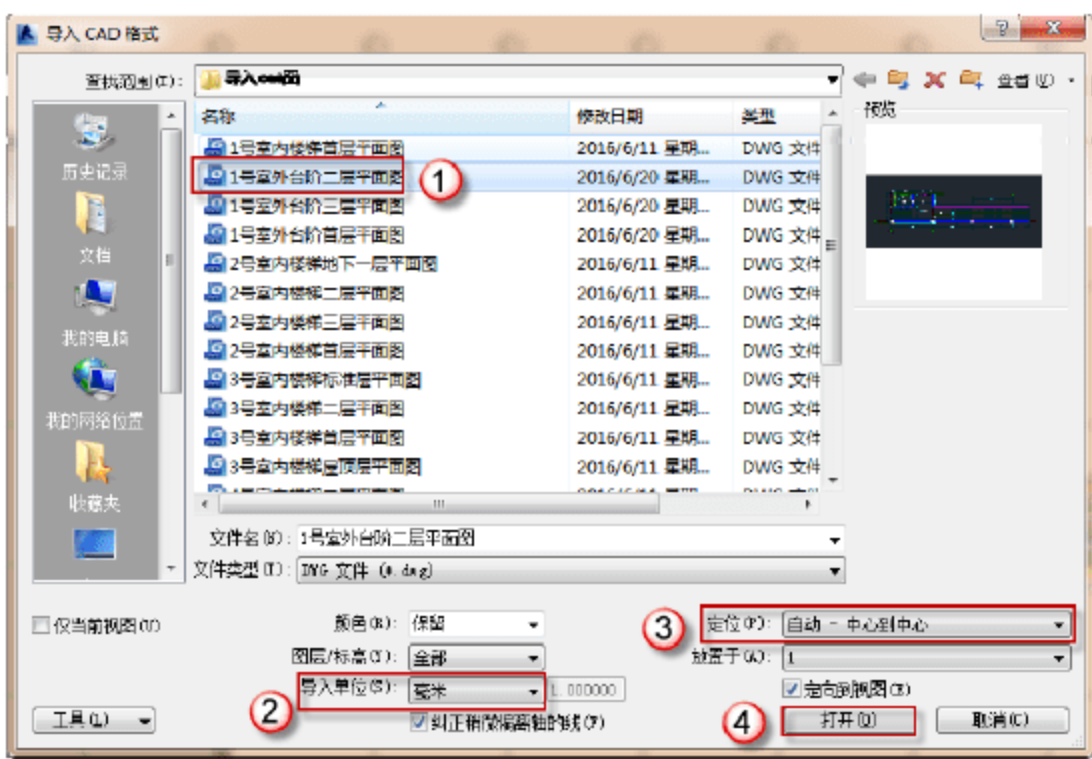 导入 CAD 格式
查找范围(I):
导入cad图
查看(V)
名称 修改日期 类型
预览
1号室内楼梯首层平面图 2016/6/11 星期... DWG 文件
1号室外台阶二层平面图 2016/6/20 星期... DWG 文件
①
1号室外台阶三层平面图 2016/6/20 星期... DWG 文件
1号室外台阶首层平面图 2016/6/20 星期... DWG 文件
2号室内楼梯地下一层平面图 2016/6/11 星期... DWG 文件
2号室内楼梯二层平面图 2016/6/11 星期... DWG 文件
2号室内楼梯三层平面图 2016/6/11 星期... DWG 文件
2号室内楼梯首层平面图 2016/6/11 星期... DWG 文件
3号室内楼梯标准层平面图 2016/6/11 星期... DWG 文件
3号室内楼梯二层平面图 2016/6/11 星期... DWG 文件
3号室内楼梯首层平面图 2016/6/11 星期... DWG 文件
3号室内楼梯屋顶层平面图 2016/6/11 星期... DWG 文件
历史记录
文档
我的电脑
我的网络位置
收藏夹
文件名(N): 1号室外台阶二层平面图
文件类型(T): DWG 文件 (*.dwg)
仅当前视图(U)
颜色(R): 保留
③ 定位(P): 自动 - 中心到中心
图层/标高(Y): 全部
放置于(A): 1
② 导入单位(S): 毫米 1.000000
定向到视图(E)
工具(L)
纠正稍微偏离轴的线(F)
④ 打开(O) 取消(C)